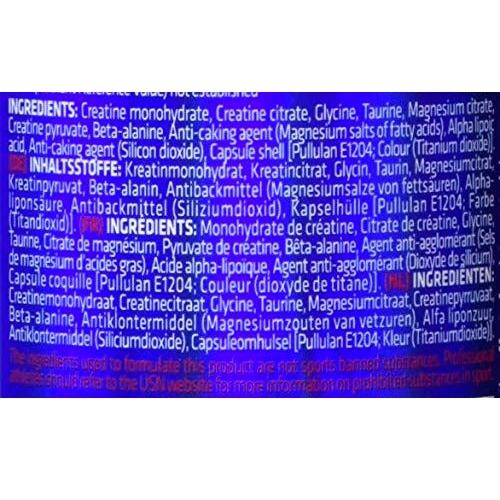 Reference Value) not established
INGREDIENTS: Creatine monohydrate, Creatine citrate, Glycine, Taurine, Magnesium citrate,
Creatine pyruvate, Beta-alanine, Anti-caking agent (Magnesium salts of fatty acids), Alpha lipoic
acid, Anti-caking agent (Silicon dioxide), Capsule shell [Pullulan E1204; Colour (Titanium dioxide)].
(DE) INHALTSSTOFFE: Kreatinmonohydrat, Kreatincitrat, Glycin, Taurin, Magnesiumcitrat,
Kreatinpyruvat, Beta-alanin, Antibackmittel (Magnesiumsalze von fettsäuren), Alpha-
liponsäure, Antibackmittel (Siliziumdioxid), Kapselhülle [Pullulan E1204; Farbe
(Titandioxid)]. (FR) INGRÉDIENTS: Monohydrate de créatine, Citrate de créatine, Glycine,
Taurine, Citrate de magnésium, Pyruvate de créatine, Bêta-alanine, Agent anti-agglomérant (Sels
de magnésium d'acides gras), Acide alpha-lipoïque, Agent anti-agglomérant (Dioxyde de silicium),
Capsule coquille [Pullulan E1204; Couleur (dioxyde de titane)]. (NL) INGREDIËNTEN:
Creatinemonohydraat, Creatinecitraat, Glycine, Taurine, Magnesiumcitraat, Creatinepyruvaat,
Beta-alanine, Antiklontermiddel (Magnesiumzouten van vetzuren), Alfa liponzuur,
Antiklontermiddel (Siliciumdioxide), Capsuleomhulsel [Pullulan E1204; Kleur (Titaniumdioxide)].
The ingredients used to formulate this product are not sports banned substances. Professional
athletes should refer to the USN website for more information on prohibited substances in sport.